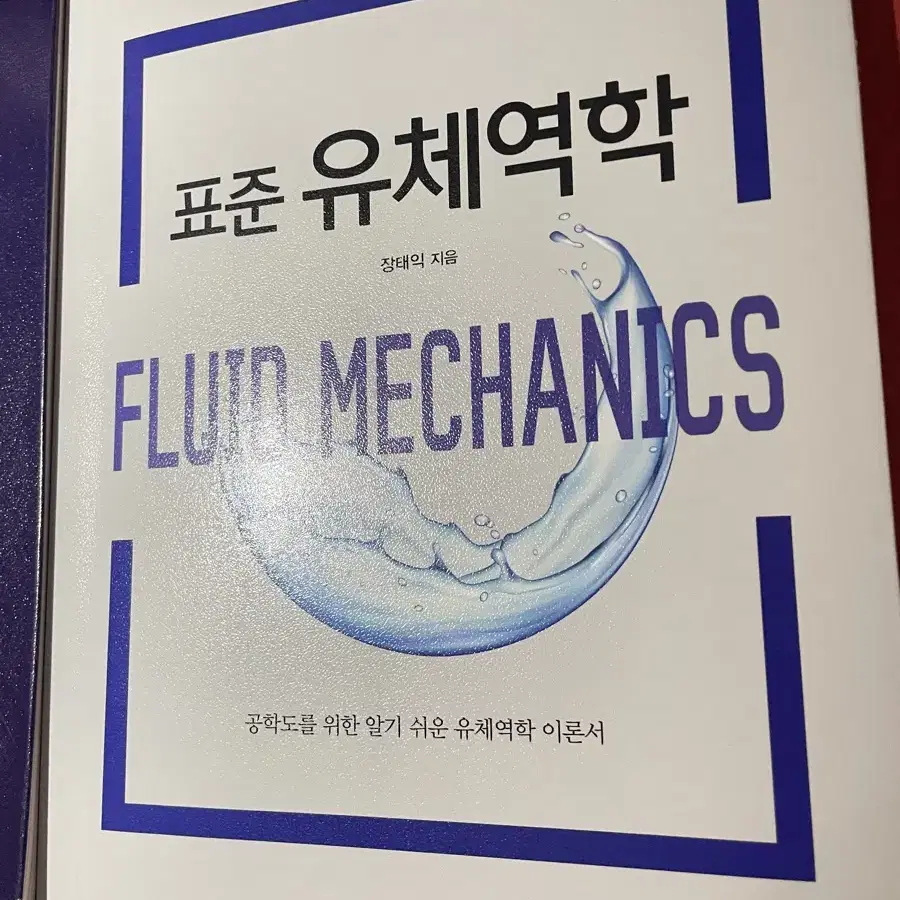 표준 유체역학
장태익 지음
FLUID MECHANICS
공학도를 위한 알기 쉬운 유체역학 이론서